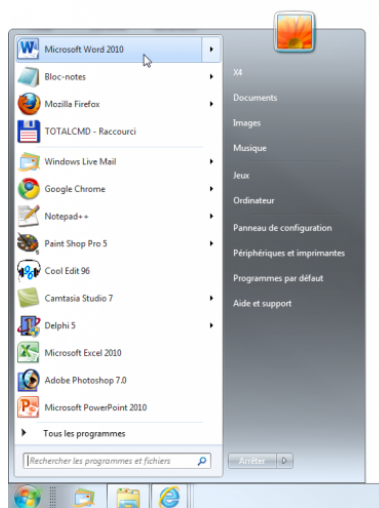 Microsoft Word 2010
Bloc-notes
Mozilla Firefox
TOTALCMD - Raccourci
Windows Live Mail
Google Chrome
Notepad++
Paint Shop Pro 5
Cool Edit 96
Camtasia Studio 7
Delphi 5
Microsoft Excel 2010
Adobe Photoshop 7.0
Microsoft PowerPoint 2010
Tous les programmes
Rechercher les programmes et fichiers
X4
Documents
Images
Musique
Jeux
Ordinateur
Panneau de configuration
Périphériques et imprimantes
Programmes par défaut
Aide et support
Arrêter